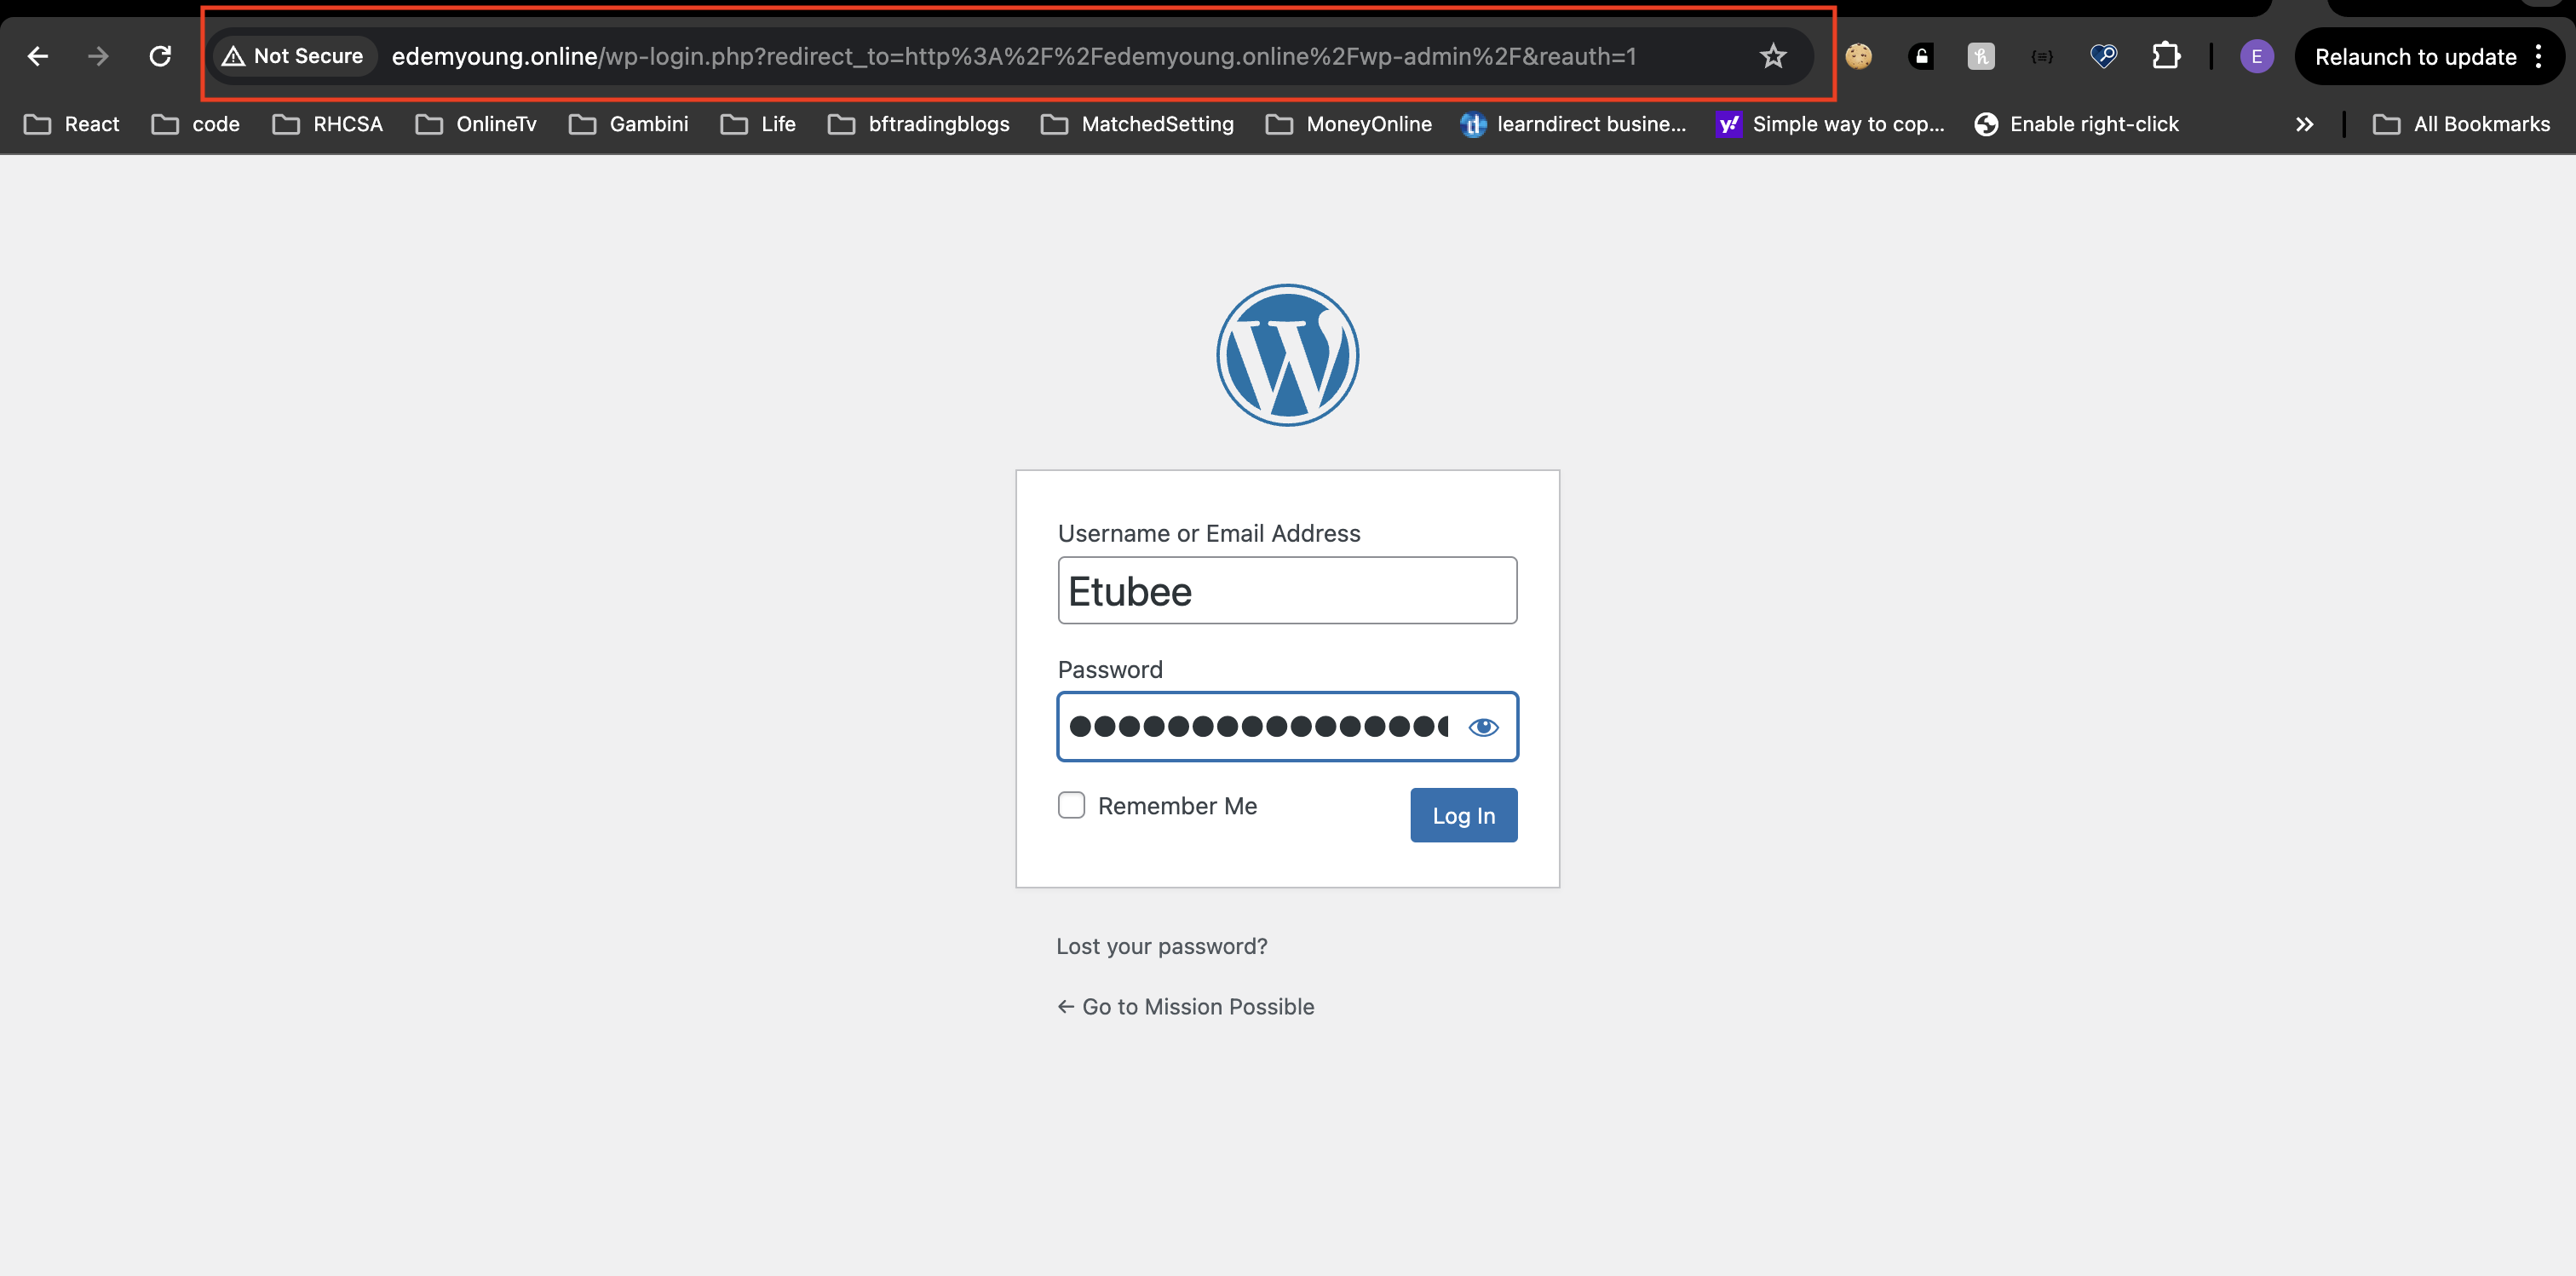 Not Secure edemyoung.online/wp-login.php?redirect_to=http%3A%2F%2Fedemyoung.online%2Fwp-admin%2F&reauth=1 E Relaunch to update
React code RHCSA OnlineTv Gambini Life bftradingblogs MatchedSetting MoneyOnline learndirect busine... Simple way to cop... Enable right-click All Bookmarks
Username or Email Address
Etubee
Password
Remember Me Log In
Lost your password?
← Go to Mission Possible